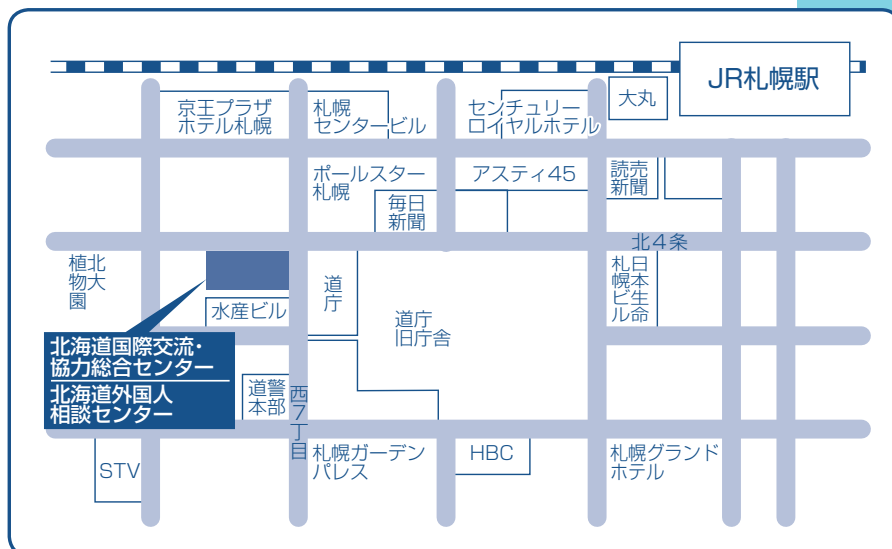 JR札幌駅
大丸
京王プラザ
ホテル札幌
札幌
センタービル
センチュリー
ロイヤルホテル
ポールスター
札幌
アスティ45
読売
新聞
毎日
新聞
北4条
北大
植物園
道庁
道庁
旧庁舎
日本生命
札幌ビル
水産ビル
北海道国際交流・
協力総合センター
北海道外国人
相談センター
道警
本部
西7丁目
札幌ガーデン
パレス
HBC
札幌グランド
ホテル
STV